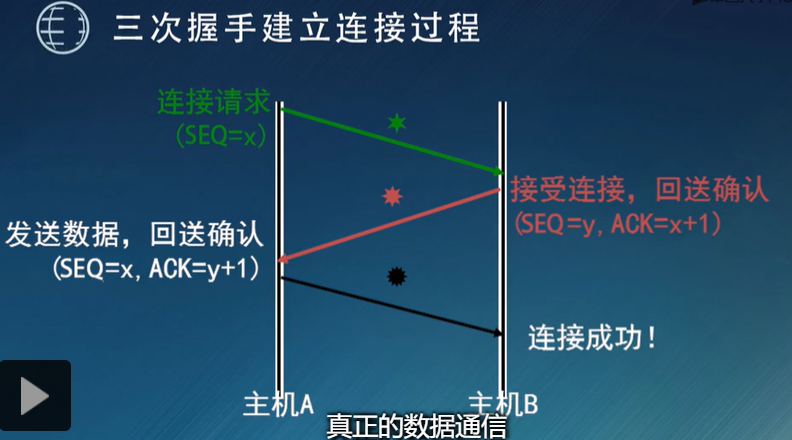 三次握手建立连接过程
连接请求
(SEQ=x)
接受连接，回送确认
(SEQ=y, ACK=x+1)
发送数据，回送确认
(SEQ=x, ACK=y+1)
连接成功！
主机A
主机B
真正的数据通信